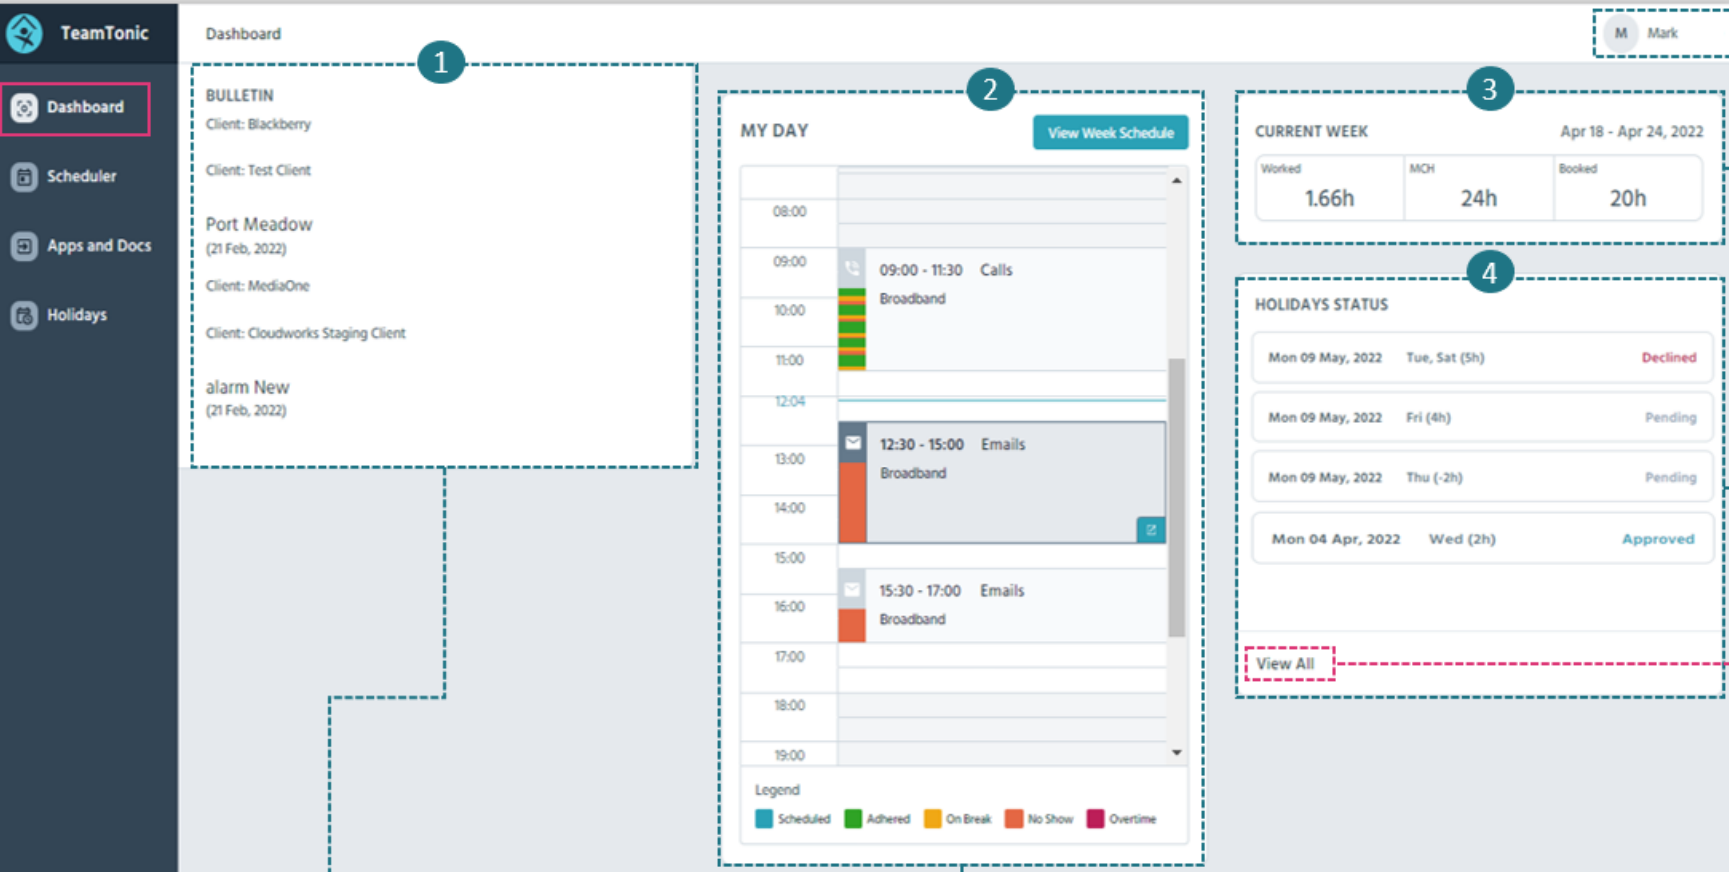 TeamTonic
Dashboard
M Mark
Dashboard
Scheduler
Apps and Docs
Holidays
1
BULLETIN
Client: Blackberry
Client: Test Client
Port Meadow
(21 Feb, 2022)
Client: MediaOne
Client: Cloudworks Staging Client
alarm New
(21 Feb, 2022)
2
MY DAY
View Week Schedule
08:00
09:00
09:00 - 11:30 Calls
Broadband
10:00
11:00
12:04
12:30 - 15:00 Emails
13:00
Broadband
14:00
15:00
15:30 - 17:00 Emails
16:00
Broadband
17:00
18:00
19:00
Legend
Scheduled Adhered On Break No Show Overtime
3
CURRENT WEEK Apr 18 - Apr 24, 2022
Worked MCH Booked
1.66h 24h 20h
4
HOLIDAYS STATUS
Mon 09 May, 2022 Tue, Sat (5h) Declined
Mon 09 May, 2022 Fri (4h) Pending
Mon 09 May, 2022 Thu (-2h) Pending
Mon 04 Apr, 2022 Wed (2h) Approved
View All